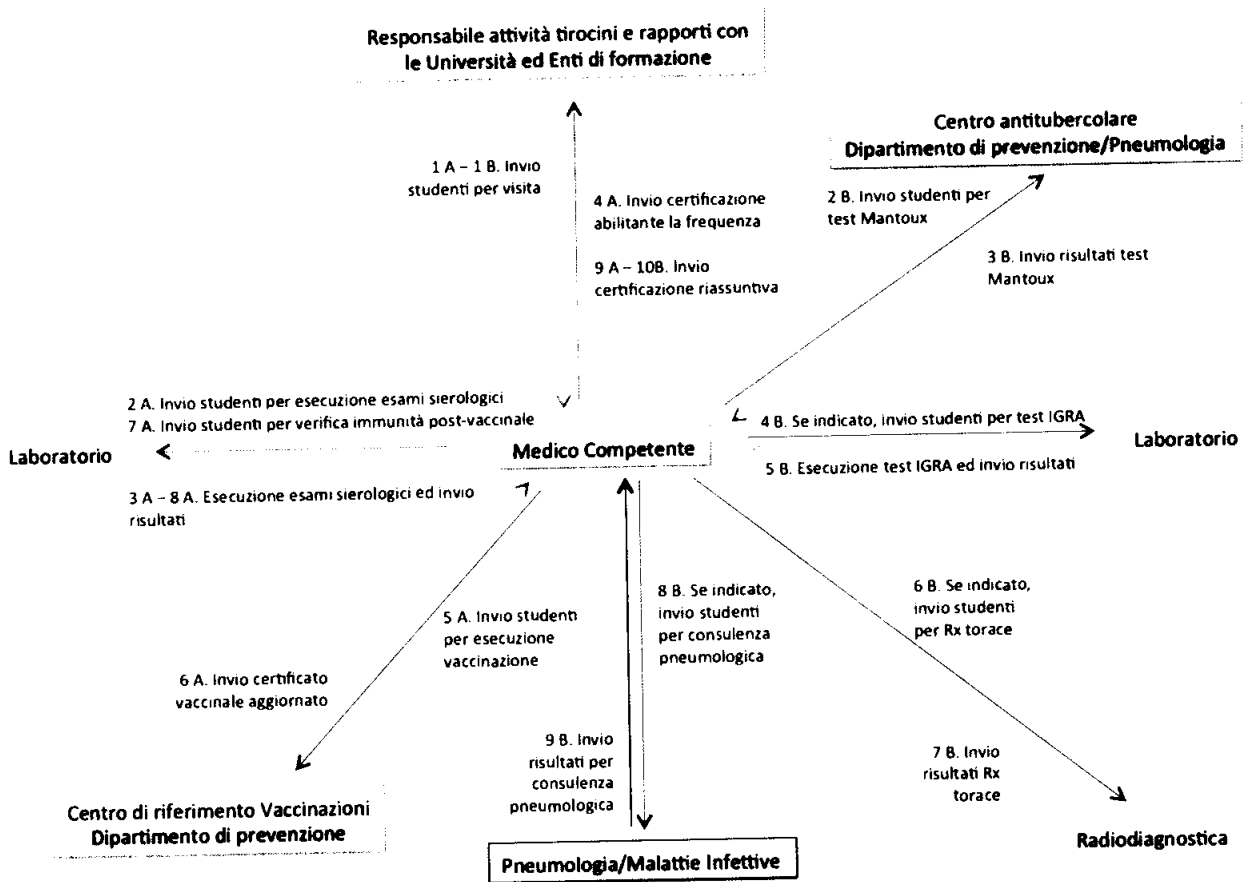 Responsabile attività tirocini e rapporti con
le Università ed Enti di formazione
Centro antitubercolare
Dipartimento di prevenzione/Pneumologia
1 A – 1 B. Invio
studenti per visita
4 A. Invio certificazione
abilitante la frequenza
9 A – 10B. Invio
certificazione riassuntiva
2 B. Invio studenti per
test Mantoux
3 B. Invio risultati test
Mantoux
2 A. Invio studenti per esecuzione esami sierologici
7 A. Invio studenti per verifica immunità post-vaccinale
Laboratorio
Medico Competente
4 B. Se indicato, invio studenti per test IGRA
Laboratorio
5 B. Esecuzione test IGRA ed invio risultati
3 A – 8 A. Esecuzione esami sierologici ed invio
risultati
5 A. Invio studenti
per esecuzione
vaccinazione
8 B. Se indicato,
invio studenti
per consulenza
pneumologica
6 B. Se indicato,
invio studenti
per Rx torace
6 A. Invio certificato
vaccinale aggiornato
9 B. Invio
risultati per
consulenza
pneumologica
7 B. Invio
risultati Rx
torace
Centro di riferimento Vaccinazioni
Dipartimento di prevenzione
Pneumologia/Malattie Infettive
Radiodiagnostica